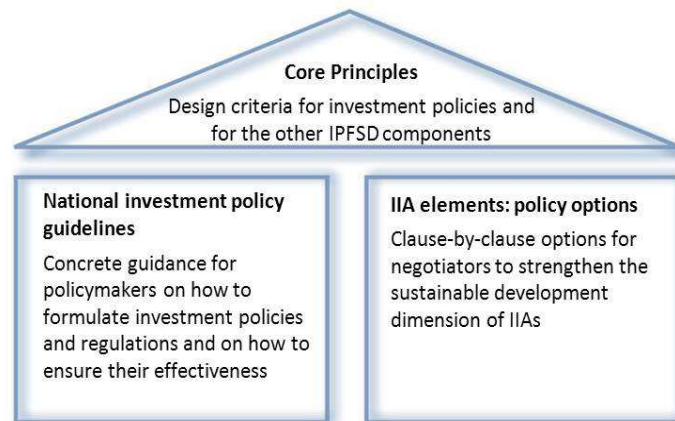 Core Principles
Design criteria for investment policies and
for the other IPFSD components
National investment policy
guidelines
Concrete guidance for
policymakers on how to
formulate investment policies
and regulations and on how to
ensure their effectiveness
IIA elements: policy options
Clause-by-clause options for
negotiators to strengthen the
sustainable development
dimension of IIAs